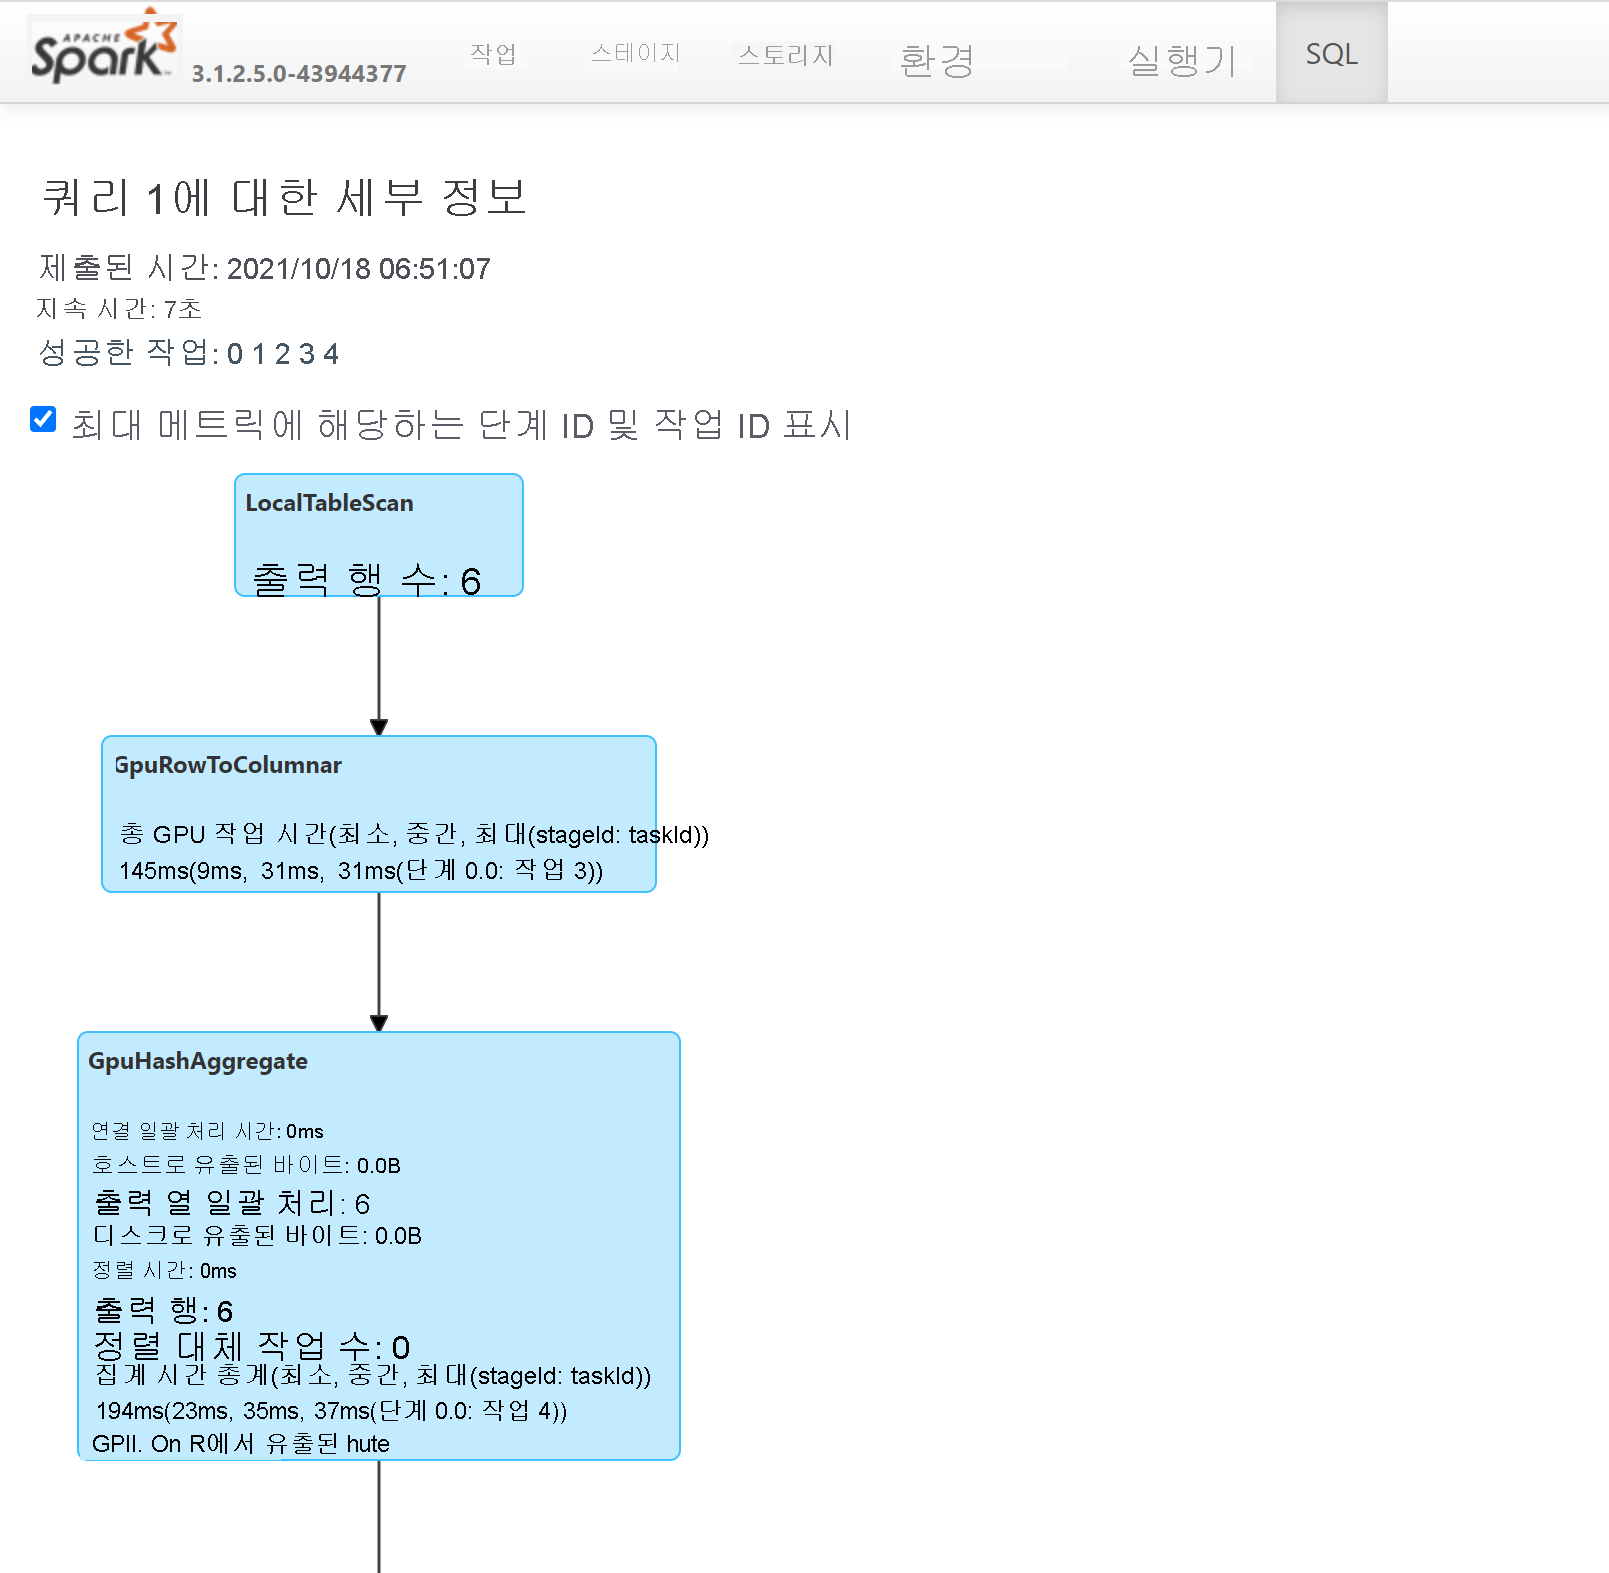 APACHE
Spark™ 3.1.2.5.0-43944377 작업 스테이지 스토리지 환경 실행기 SQL
쿼리 1에 대한 세부 정보
제출된 시간: 2021/10/18 06:51:07
지속 시간: 7초
성공한 작업: 0 1 2 3 4
최대 메트릭에 해당하는 단계 ID 및 작업 ID 표시
LocalTableScan
출력 행 수: 6
GpuRowToColumnar
총 GPU 작업 시간(최소, 중간, 최대(stageId: taskId))
145ms(9ms, 31ms, 31ms(단계 0.0: 작업 3))
GpuHashAggregate
연결 일괄 처리 시간: 0ms
호스트로 유출된 바이트: 0.0B
출력 열 일괄 처리: 6
디스크로 유출된 바이트: 0.0B
정렬 시간: 0ms
출력 행: 6
정렬 대체 작업 수: 0
집계 시간 총계(최소, 중간, 최대(stageId: taskId))
194ms(23ms, 35ms, 37ms(단계 0.0: 작업 4))
GPII. On R에서 유출된 hute